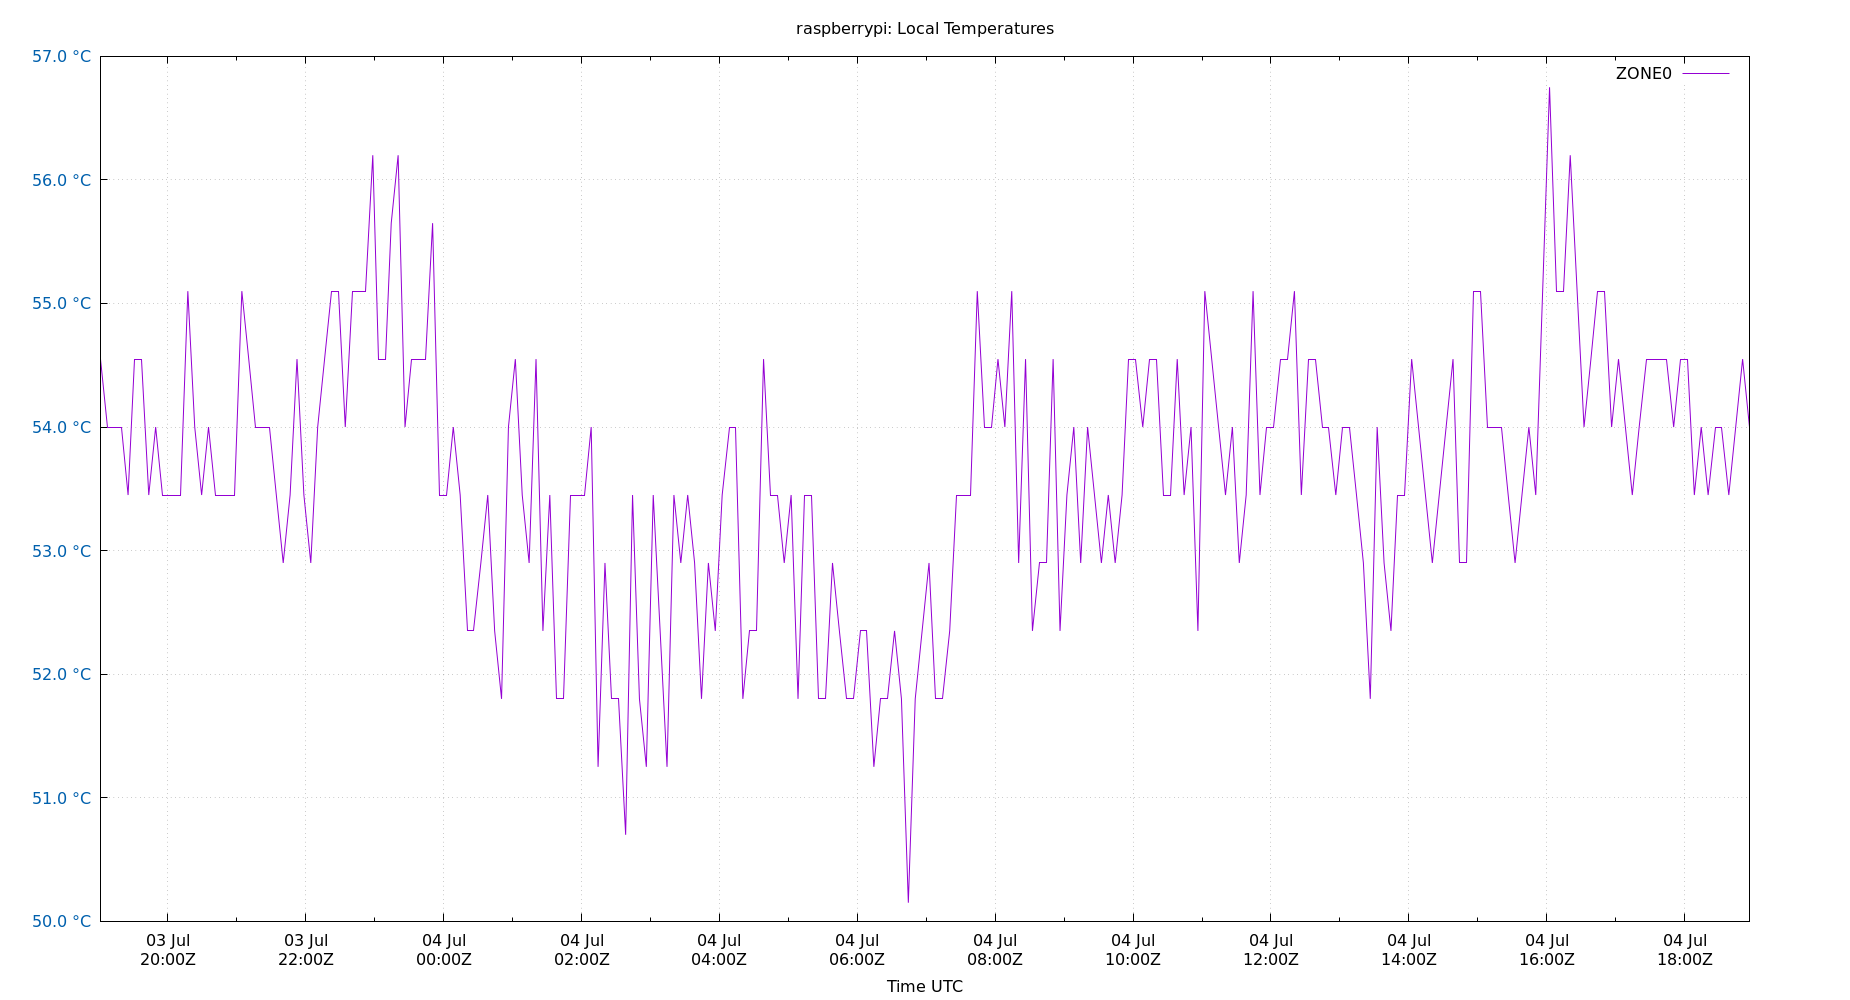 raspberrypi: Local Temperatures
57.0 °C
ZONE0
56.0 °C
55.0 °C
54.0 °C
53.0 °C
52.0 °C
51.0 °C
50.0 °C
03 Jul 03 Jul 04 Jul 04 Jul 04 Jul 04 Jul 04 Jul 04 Jul 04 Jul 04 Jul 04 Jul 04 Jul
20:00Z 22:00Z 00:00Z 02:00Z 04:00Z 06:00Z 08:00Z 10:00Z 12:00Z 14:00Z 16:00Z 18:00Z
Time UTC